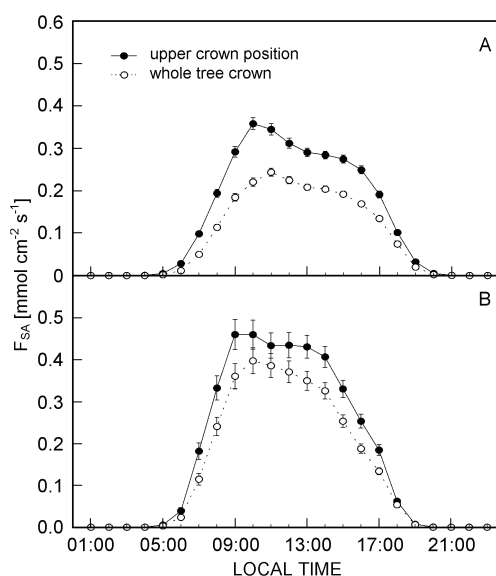 0.6
A
upper crown position
whole tree crown
0.5
0.4
0.3
0.2
0.1
0
F_SA [mmol cm⁻² s⁻¹]
B
0.5
0.4
0.3
0.2
0.1
0.0
01:00 05:00 09:00 13:00 17:00 21:00
LOCAL TIME